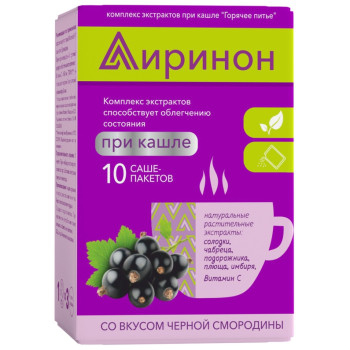 комплекс экстрактов при кашле "Горячее питье"
Лиринон
Комплекс экстрактов
способствует облегчению
состояния
при кашле
10 САШЕ-
ПАКЕТОВ
натуральные
растительные
экстракты
солодки,
чабреца,
подорожника,
плюща, имбиря,
Витамин С
СО ВКУСОМ ЧЕРНОЙ СМОРОДИНЫ